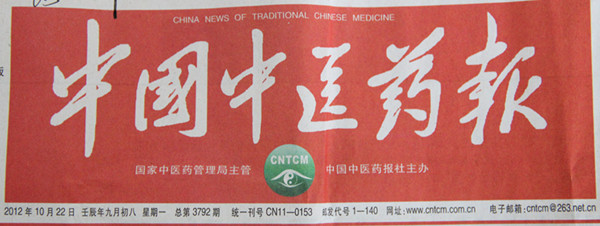 CHINA NEWS OF TRADITIONAL CHINESE MEDICINE
中國中医药报
国家中医药管理局主管 CNTCM 中国中医药报社主办
2012 年 10 月 22 日 壬辰年九月初八 星期一 总第 3792 期 统一刊号 CN11—0153 邮发代号 1—140 网址:www.cntcm.com.cn 电子邮箱:cntcm@263.net.cn